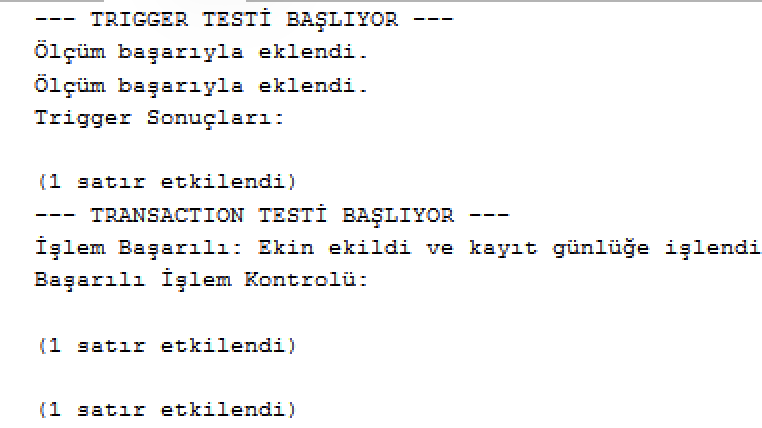 --- TRIGGER TESTİ BAŞLIYOR ---
Ölçüm başarıyla eklendi.
Ölçüm başarıyla eklendi.
Trigger Sonuçları:
(1 satır etkilendi)
--- TRANSACTION TESTİ BAŞLIYOR ---
İşlem Başarılı: Ekin ekildi ve kayıt günlüğe işlendi
Başarılı İşlem Kontrolü:
(1 satır etkilendi)
(1 satır etkilendi)